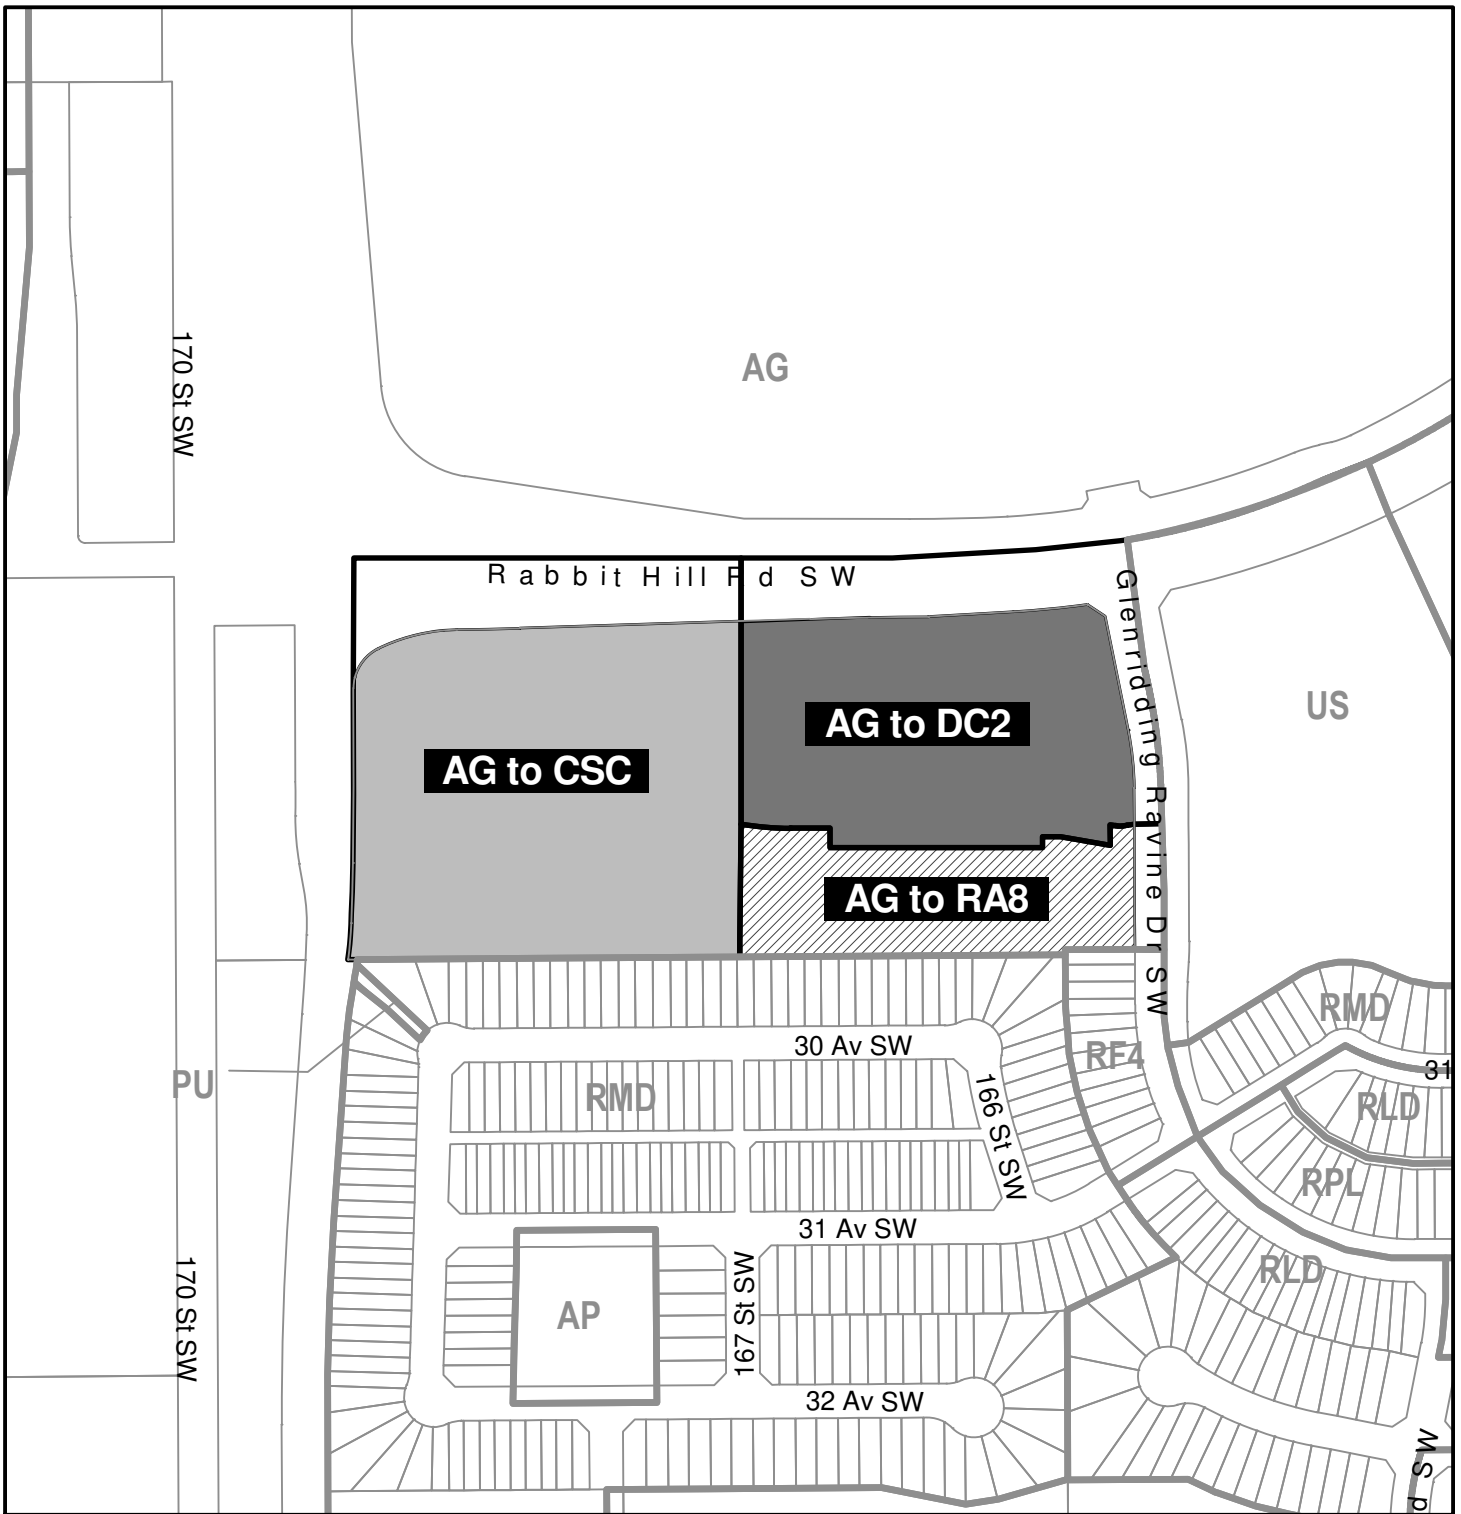 170 St SW
AG
Rabbit Hill Rd SW
Glenridding Ravine Dr SW
US
AG to DC2
AG to CSC
AG to RA8
RMD
30 Av SW
RF4
31
PU
RMD
166 St SW
RLD
RPL
31 Av SW
170 St SW
167 St SW
RLD
AP
32 Av SW
d SW